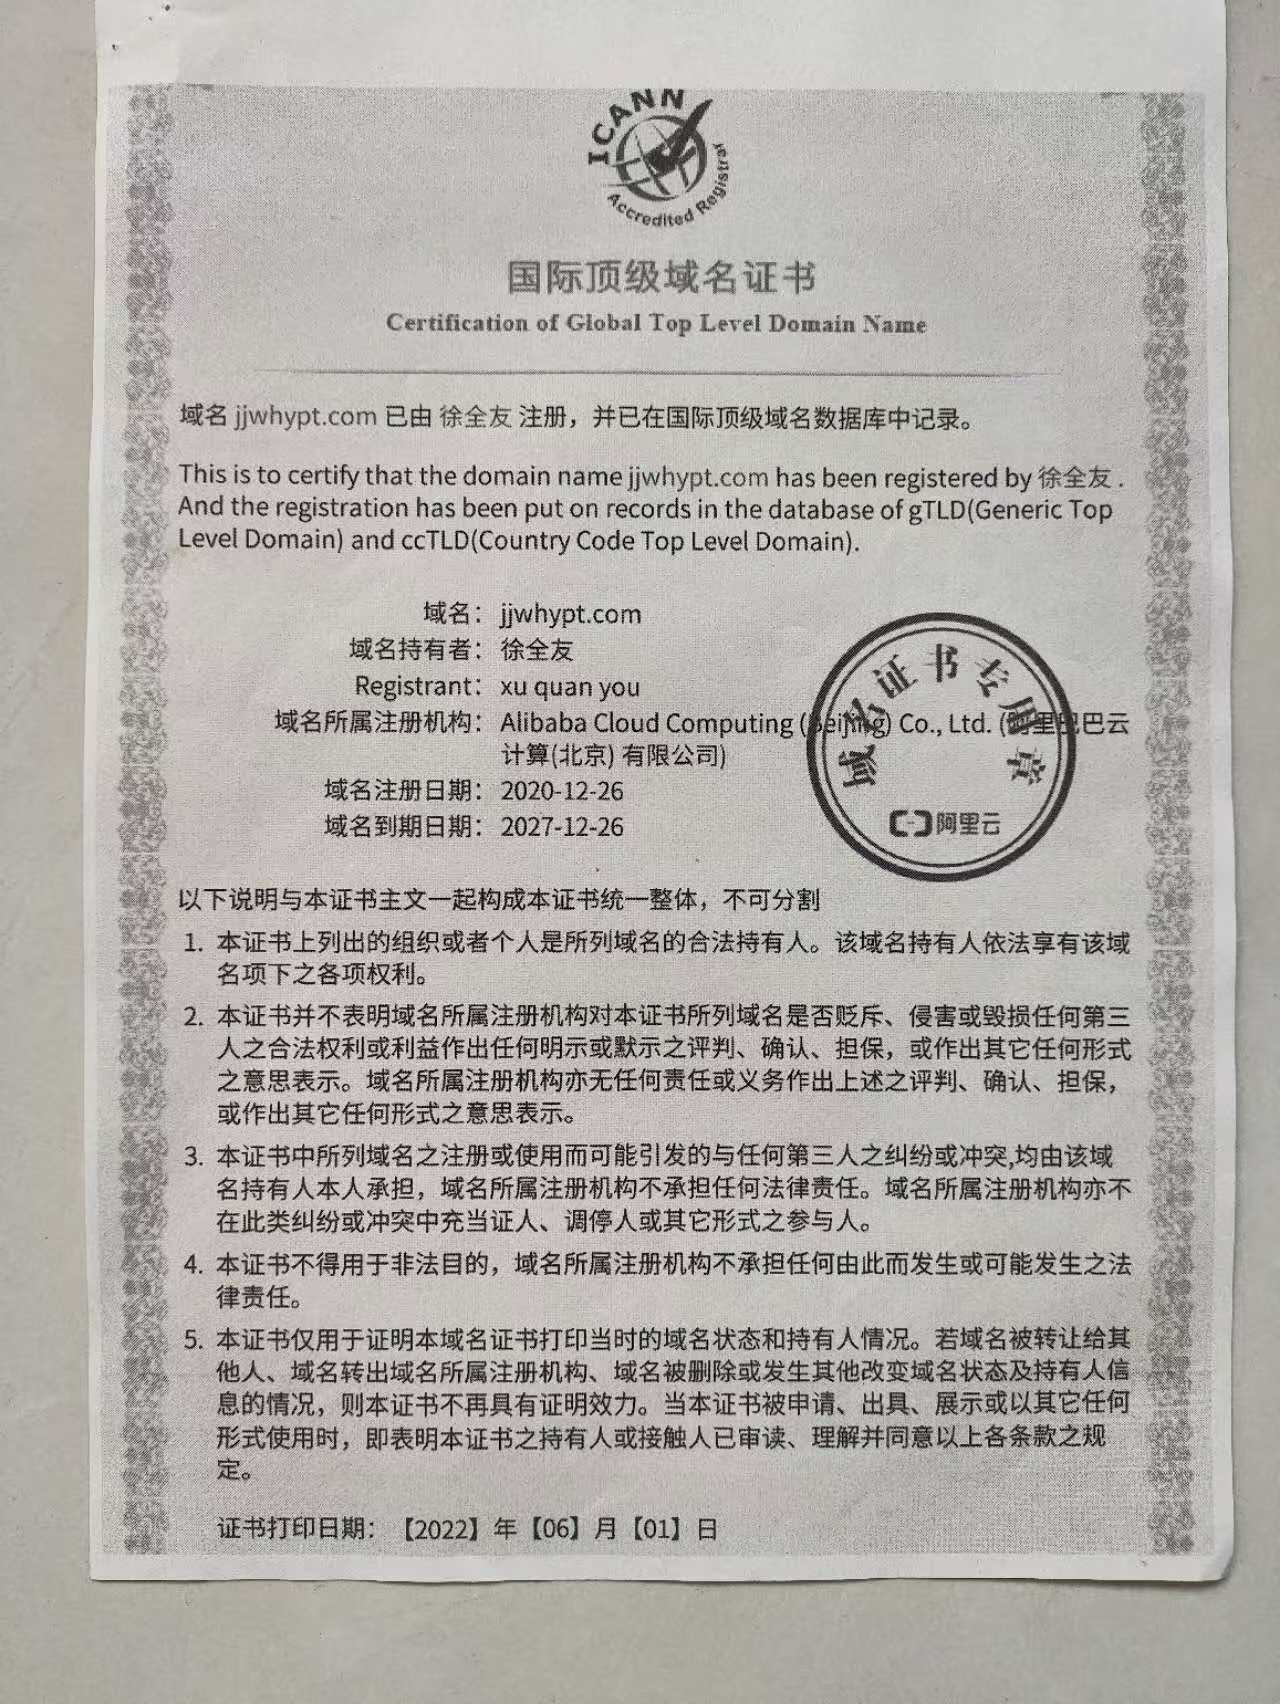 ICANN
Accredited Registrar
国际顶级域名证书
Certification of Global Top Level Domain Name
域名 jjwhypt.com 已由 徐全友 注册，并已在国际顶级域名数据库中记录。
This is to certify that the domain name jjwhypt.com has been registered by 徐全友 .
And the registration has been put on records in the database of gTLD(Generic Top
Level Domain) and ccTLD(Country Code Top Level Domain).
域名： jjwhypt.com
域名持有者： 徐全友
Registrant： xu quan you
域名所属注册机构： Alibaba Cloud Computing (Beijing) Co., Ltd. (阿里巴巴云
计算(北京) 有限公司)
域名注册日期： 2020-12-26
域名到期日期： 2027-12-26
域名证书专用章
阿里云
以下说明与本证书主文一起构成本证书统一整体，不可分割
1. 本证书上列出的组织或者个人是所列域名的合法持有人。该域名持有人依法享有该域
名项下之各项权利。
2. 本证书并不表明域名所属注册机构对本证书所列域名是否贬斥、侵害或毁损任何第三
人之合法权利或利益作出任何明示或默示之评判、确认、担保，或作出其它任何形式
之意思表示。域名所属注册机构亦无任何责任或义务作出上述之评判、确认、担保，
或作出其它任何形式之意思表示。
3. 本证书中所列域名之注册或使用而可能引发的与任何第三人之纠纷或冲突,均由该域
名持有人本人承担，域名所属注册机构不承担任何法律责任。域名所属注册机构亦不
在此类纠纷或冲突中充当证人、调停人或其它形式之参与人。
4. 本证书不得用于非法目的，域名所属注册机构不承担任何由此而发生或可能发生之法
律责任。
5. 本证书仅用于证明本域名证书打印当时的域名状态和持有人情况。若域名被转让给其
他人、域名转出域名所属注册机构、域名被删除或发生其他改变域名状态及持有人信
息的情况，则本证书不再具有证明效力。当本证书被申请、出具、展示或以其它任何
形式使用时，即表明本证书之持有人或接触人已审读、理解并同意以上各条款之规
定。
证书打印日期：【2022】年【06】月【01】日